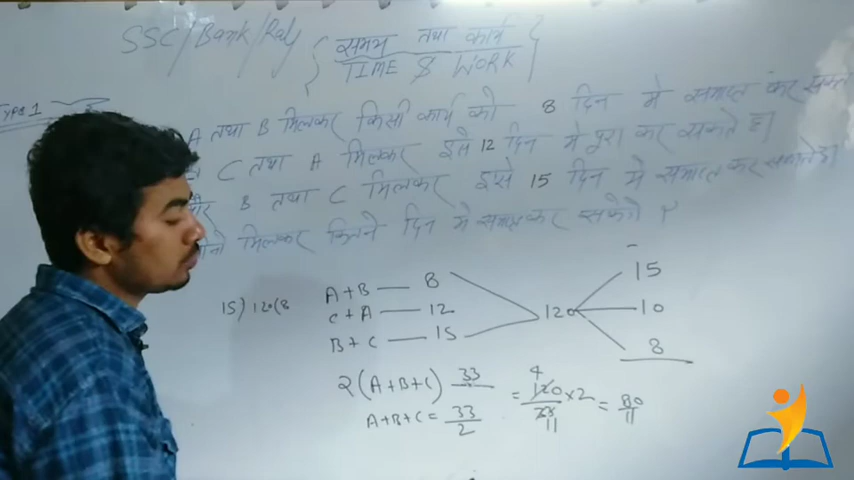 SSC/Bank/Raly
{ समय तथा कार्य }
TIME & WORK
Type 1
A तथा B मिलकर किसी कार्य को 8 दिन मे समाप्त कर सकते
C तथा A मिलकर इसे 12 दिन मे पूरा कर सकते है।
और B तथा C मिलकर इसे 15 दिन मे समाप्त कर सकते है।
मिलकर कितने दिन मे समाप्त कर सकेगे ?
15) 120(8
A+B — 8
C+A — 12
B+C — 15
120
15
10
8
2(A+B+C) 33
A+B+C = 33/2
= 4 120/33 11 ×2 = 80/11